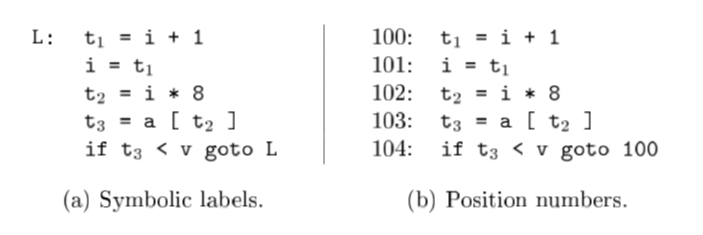 L: t₁ = i + 1
i = t₁
t₂ = i * 8
t₃ = a [ t₂ ]
if t₃ < v goto L
(a) Symbolic labels.
100: t₁ = i + 1
101: i = t₁
102: t₂ = i * 8
103: t₃ = a [ t₂ ]
104: if t₃ < v goto 100
(b) Position numbers.